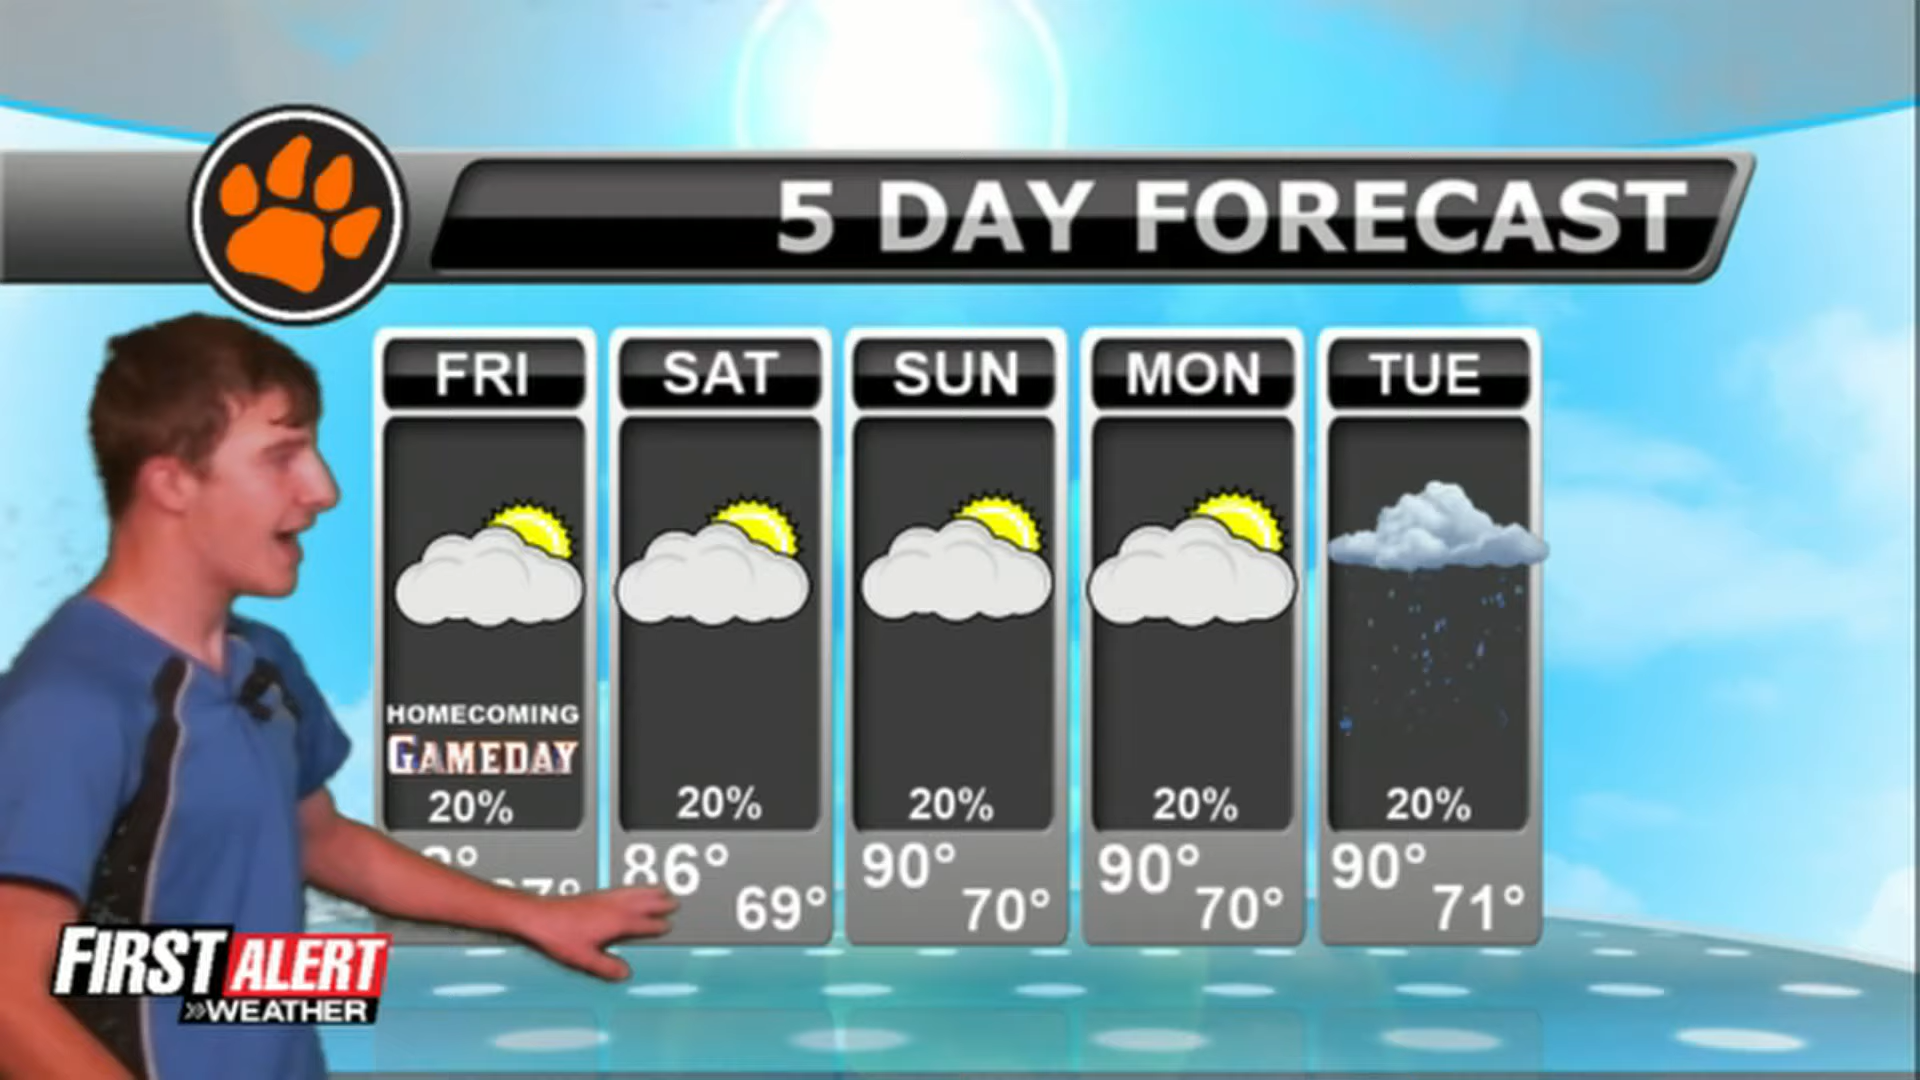 5 DAY FORECAST
FRI SAT SUN MON TUE
HOMECOMING
GAMEDAY
20% 20% 20% 20% 20%
86° 90° 90° 90°
69° 70° 70° 71°
FIRST ALERT
»WEATHER